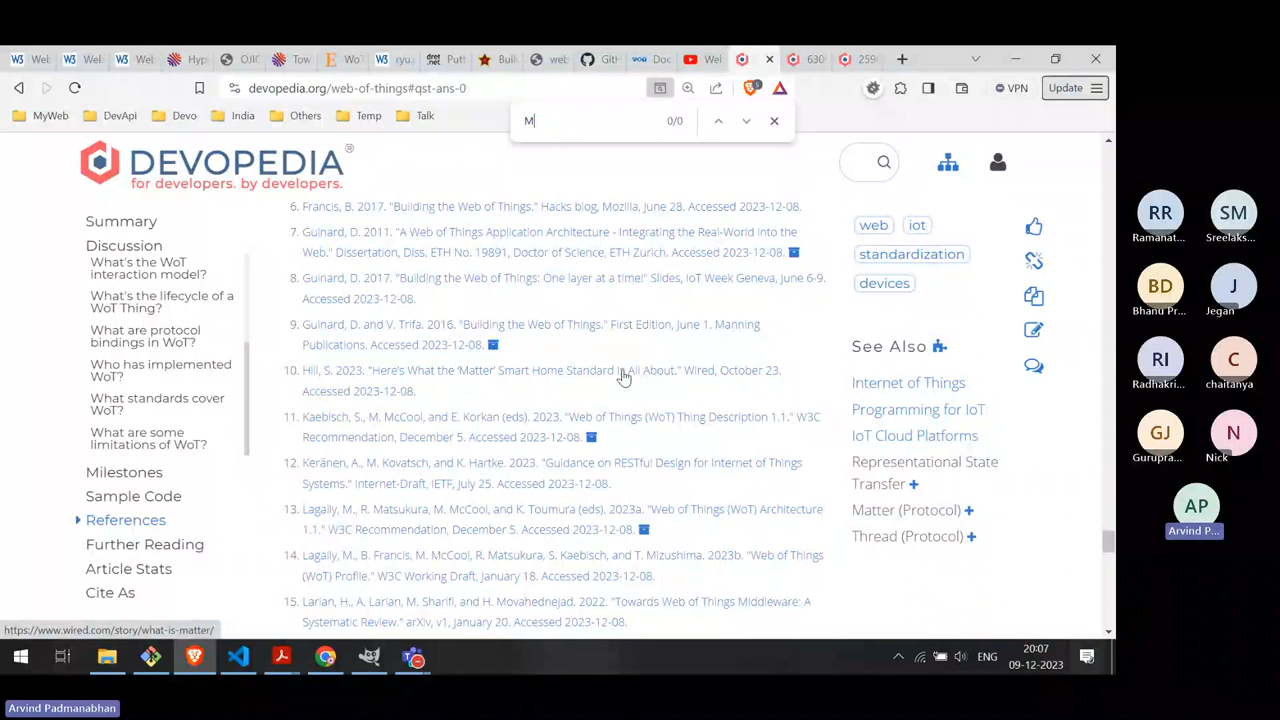 Wel
Wel
Wel
Hyp
OJIC
Tow
Wo
ryu.
Putt
Buil
web
GitH
Doc
Wel
630
259
devopedia.org/web-of-things#qst-ans-0
5
VPN
Update
M
0/0
MyWeb
DevApi
Devo
India
Others
Temp
Talk
DEVOPEDIA®
for developers. by developers.
Summary
Discussion
What's the WoT
interaction model?
What's the lifecycle of a
WoT Thing?
What are protocol
bindings in WoT?
Who has implemented
WoT?
What standards cover
WoT?
What are some
limitations of WoT?
Milestones
Sample Code
References
Further Reading
Article Stats
Cite As
6. Francis, B. 2017. "Building the Web of Things." Hacks blog, Mozilla, June 28. Accessed 2023-12-08.
7. Guinard, D. 2011. "A Web of Things Application Architecture - Integrating the Real-World into the
Web." Dissertation, Diss. ETH No. 19891, Doctor of Science, ETH Zurich. Accessed 2023-12-08.
8. Guinard, D. 2017. "Building the Web of Things: One layer at a time!" Slides, IoT Week Geneva, June 6-9.
Accessed 2023-12-08.
9. Guinard, D. and V. Trifa. 2016. "Building the Web of Things." First Edition, June 1. Manning
Publications. Accessed 2023-12-08.
10. Hill, S. 2023. "Here's What the 'Matter' Smart Home Standard Is All About." Wired, October 23.
Accessed 2023-12-08.
11. Kaebisch, S., M. McCool, and E. Korkan (eds). 2023. "Web of Things (WoT) Thing Description 1.1." W3C
Recommendation, December 5. Accessed 2023-12-08.
12. Keränen, A., M. Kovatsch, and K. Hartke. 2023. "Guidance on RESTful Design for Internet of Things
Systems." Internet-Draft, IETF, July 25. Accessed 2023-12-08.
13. Lagally, M., R. Matsukura, M. McCool, and K. Toumura (eds). 2023a. "Web of Things (WoT) Architecture
1.1." W3C Recommendation, December 5. Accessed 2023-12-08.
14. Lagally, M., B. Francis, M. McCool, R. Matsukura, S. Kaebisch, and T. Mizushima. 2023b. "Web of Things
(WoT) Profile." W3C Working Draft, January 18. Accessed 2023-12-08.
15. Larian, H., A. Larian, M. Sharifi, and H. Movahednejad. 2022. "Towards Web of Things Middleware: A
Systematic Review." arXiv, v1, January 20. Accessed 2023-12-08.
web
iot
standardization
devices
See Also
Internet of Things
Programming for IoT
IoT Cloud Platforms
Representational State
Transfer +
Matter (Protocol) +
Thread (Protocol) +
https://www.wired.com/story/what-is-matter/
ENG
20:07
09-12-2023
RR
Ramanat...
SM
Sreelaks...
BD
Bhanu Pr...
J
Jegan
RI
Radhakri...
C
chaitanya
GJ
Gurupra...
N
Nick
AP
Arvind P...
Arvind Padmanabhan